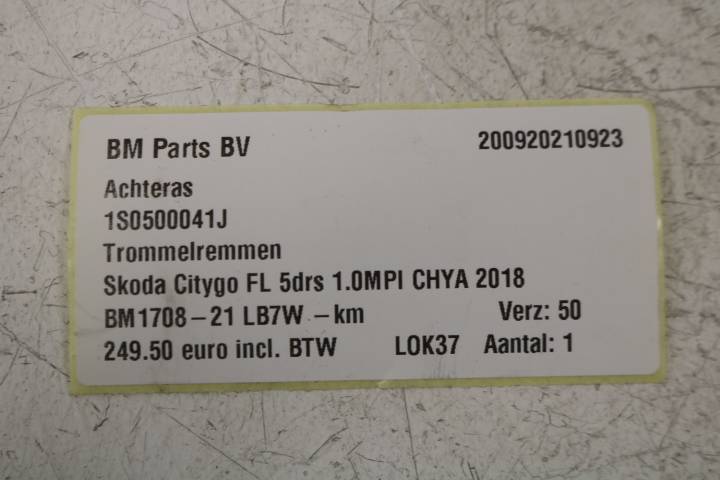 BM Parts BV 200920210923
Achteras
1S0500041J
Trommelremmen
Skoda Citygo FL 5drs 1.0MPI CHYA 2018
BM1708-21 LB7W -km Verz: 50
249.50 euro incl. BTW LOK37 Aantal: 1